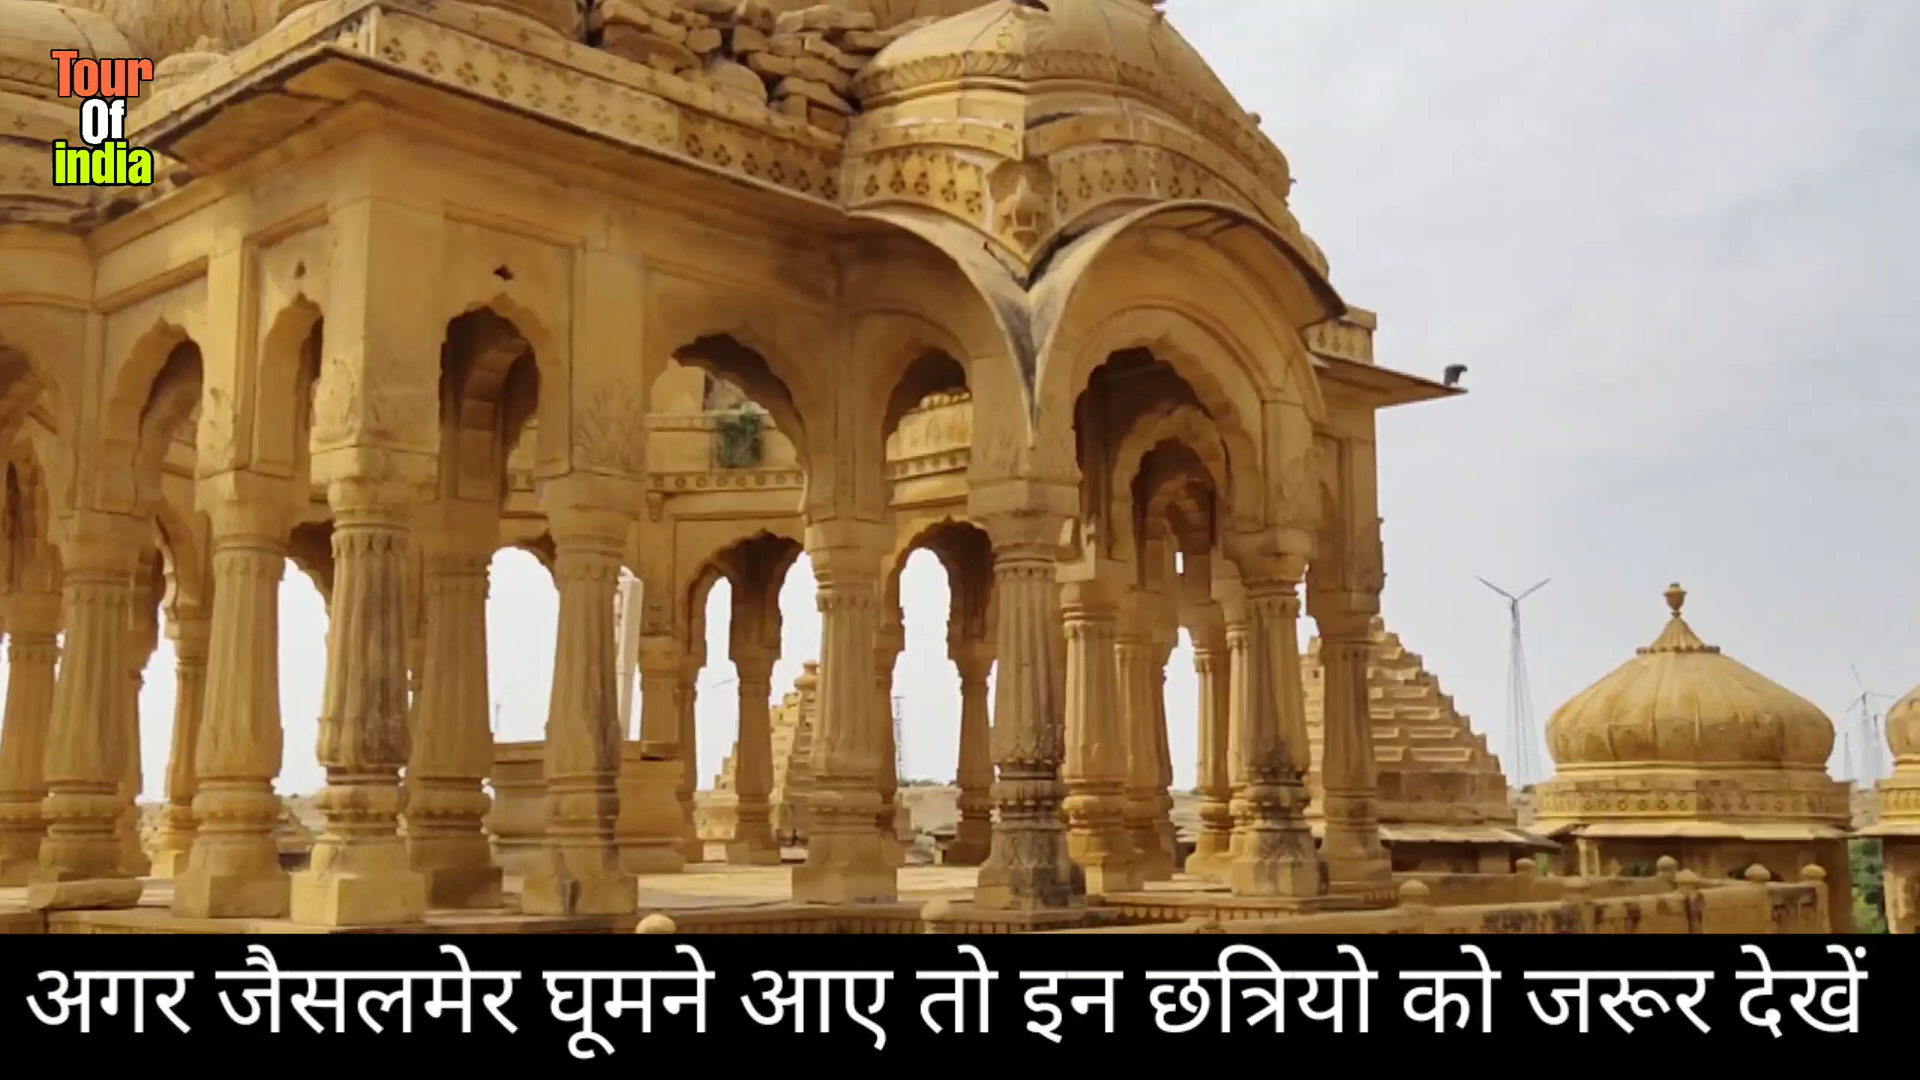 Tour
Of
india
अगर जैसलमेर घूमने आए तो इन छत्रियो को जरूर देखें